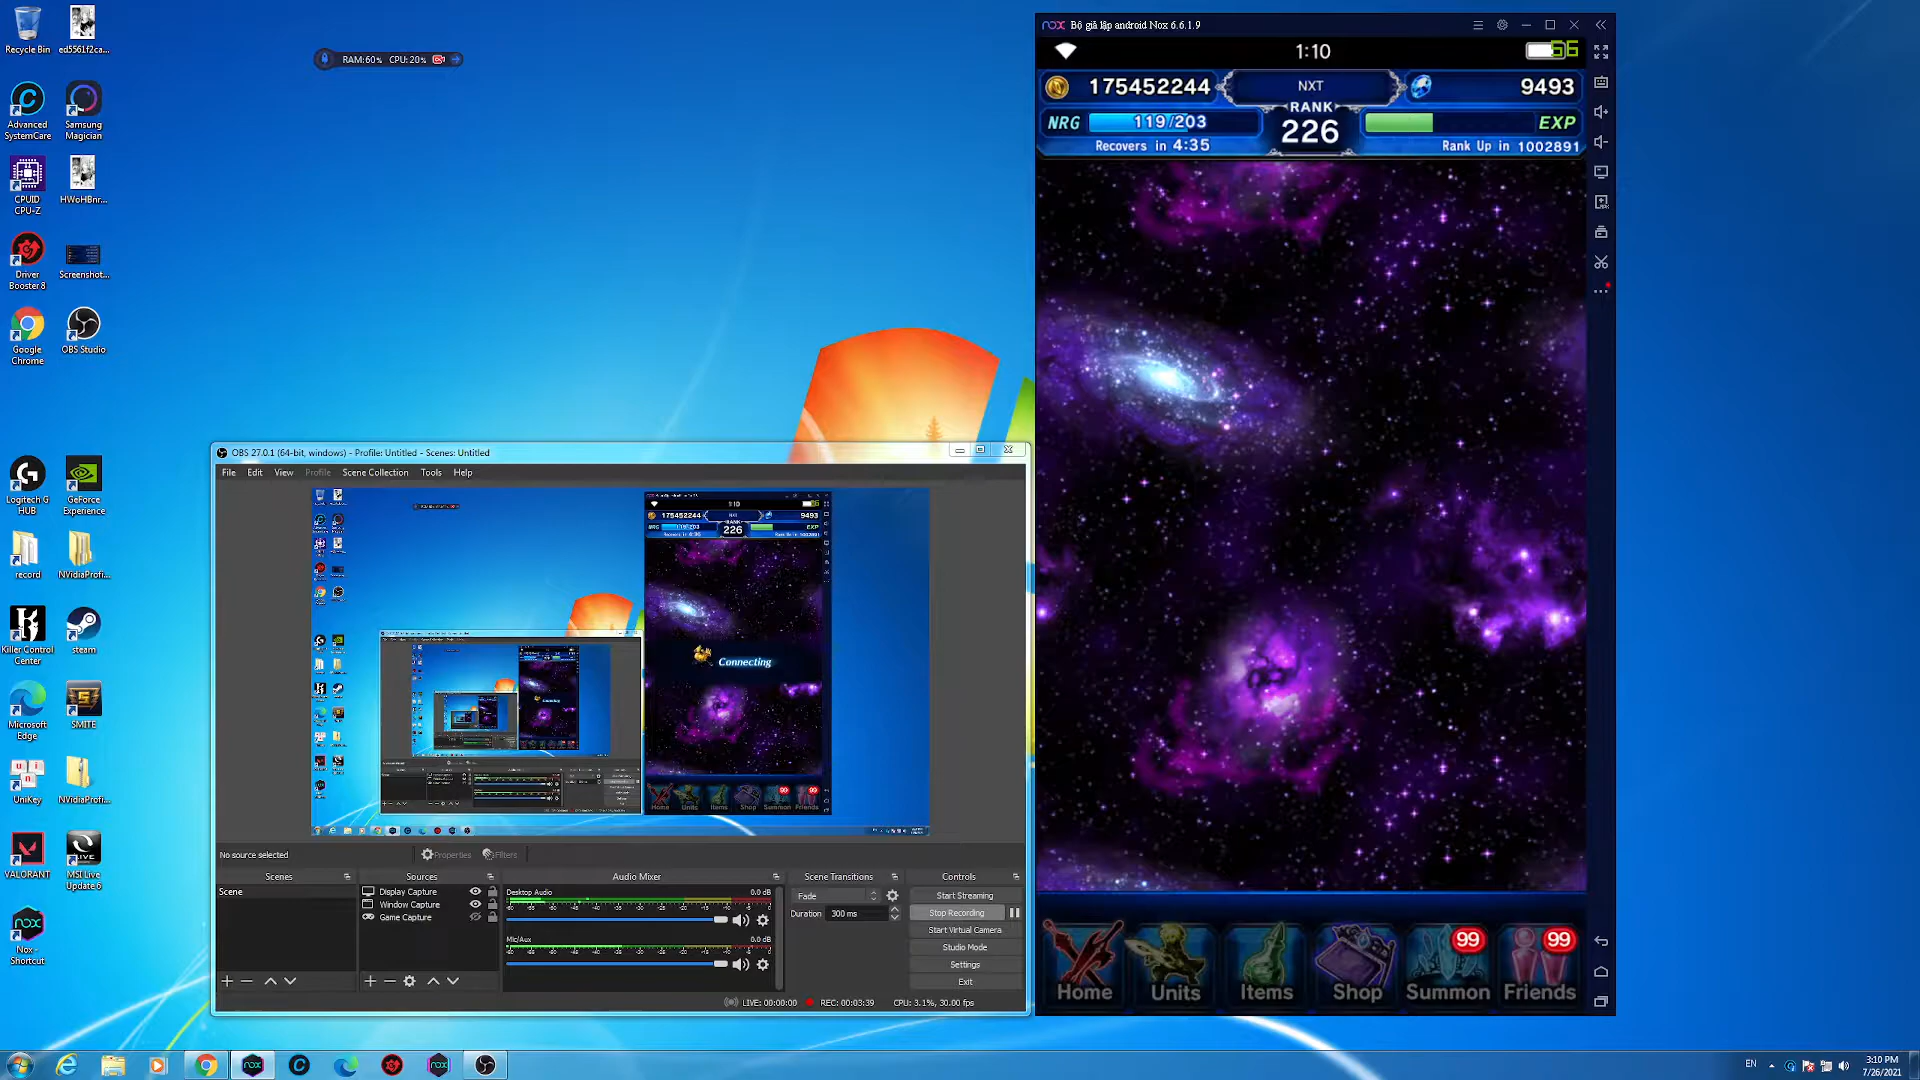 Recycle Bin
ed5561f2ca...
Advanced SystemCare
Samsung Magician
CPUID CPU-Z
HWoHBnr...
Driver Booster 8
Screenshot...
Google Chrome
OBS Studio
Logitech G HUB
GeForce Experience
record
NVidiaProfi...
Killer Control Center
steam
Microsoft Edge
SMITE
UniKey
NVidiaProfi...
VALORANT
MSI Live Update 6
Nox - Shortcut
RAM:60% CPU:20%
OBS 27.0.1 (64-bit, windows) - Profile: Untitled - Scenes: Untitled
File Edit View Profile Scene Collection Tools Help
175452244 NXT 9493
RANK
226
Connecting
No source selected Properties Filters
Scenes Sources Audio Mixer Scene Transitions Controls
Scene
Display Capture
Window Capture
Game Capture
Desktop Audio 0.0 dB
Mic/Aux 0.0 dB
Fade
Duration 300 ms
Start Streaming
Stop Recording
Start Virtual Camera
Studio Mode
Settings
Exit
LIVE: 00:00:00 REC: 00:03:39 CPU: 3.1%, 30.00 fps
nox Bộ giả lập android Nox 6.6.1.9
1:10 56
175452244 NXT 9493
NRG 119/203 RANK 226 EXP
Recovers in 4:35 Rank Up in 1002891
Home Units Items Shop Summon 99 Friends 99
EN
3:10 PM
7/26/2021